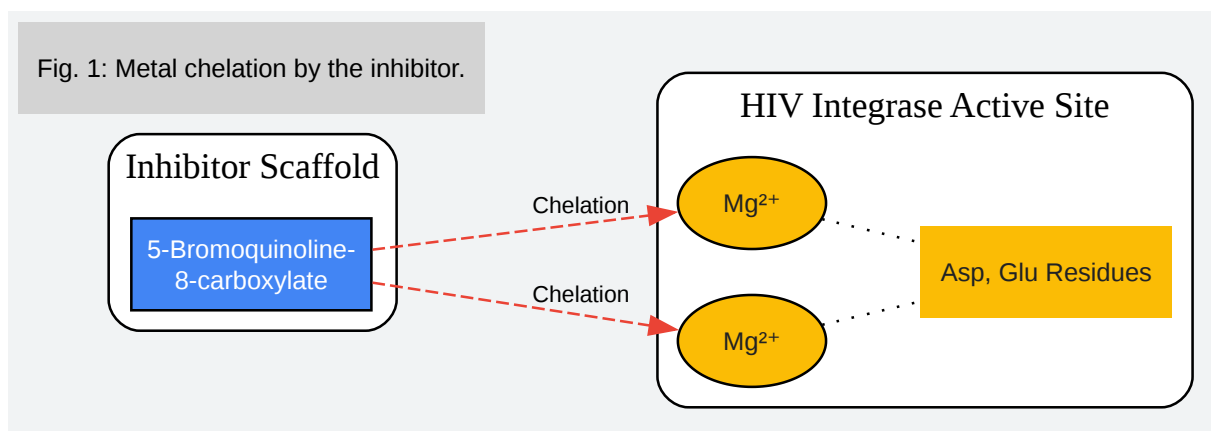 Fig. 1: Metal chelation by the inhibitor.
Inhibitor Scaffold
5-Bromoquinoline-
8-carboxylate
Chelation
Chelation
HIV Integrase Active Site
Mg²⁺
Mg²⁺
Asp, Glu Residues